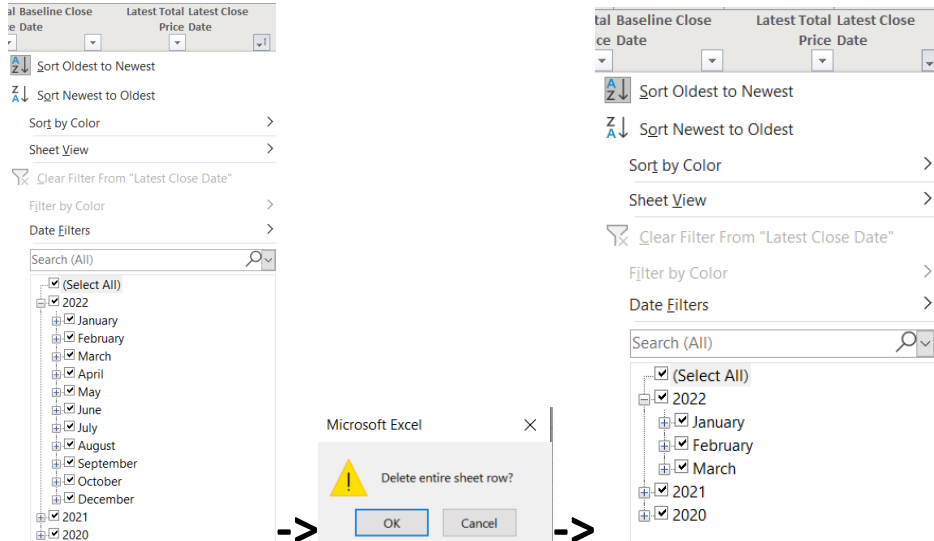 al Baseline Close Latest Total Latest Close
e Date Price Date
Sort Oldest to Newest
Sort Newest to Oldest
Sort by Color
Sheet View
Clear Filter From "Latest Close Date"
Filter by Color
Date Filters
Search (All)
(Select All)
2022
January
February
March
April
May
June
July
August
September
October
December
2021
2020
->
Microsoft Excel
Delete entire sheet row?
OK Cancel
->
tal Baseline Close Latest Total Latest Close
ce Date Price Date
Sort Oldest to Newest
Sort Newest to Oldest
Sort by Color
Sheet View
Clear Filter From "Latest Close Date"
Filter by Color
Date Filters
Search (All)
(Select All)
2022
January
February
March
2021
2020